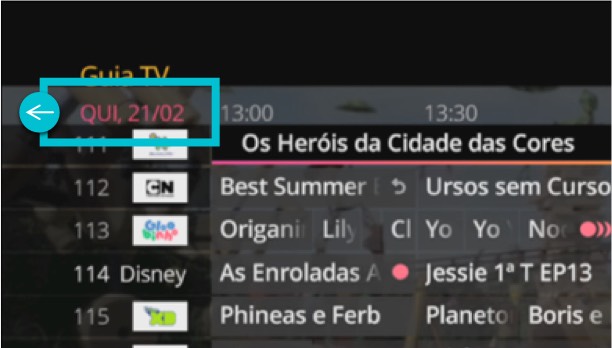 Guia TV
QUI, 21/02 13:00 13:30
111 Os Heróis da Cidade das Cores
112 CN Best Summer Ursos sem Curso
113 Origani Lily Cl Yo Yo No
114 Disney As Enroladas A Jessie 1ª T EP13
115 XD Phineas e Ferb Planeto Boris e